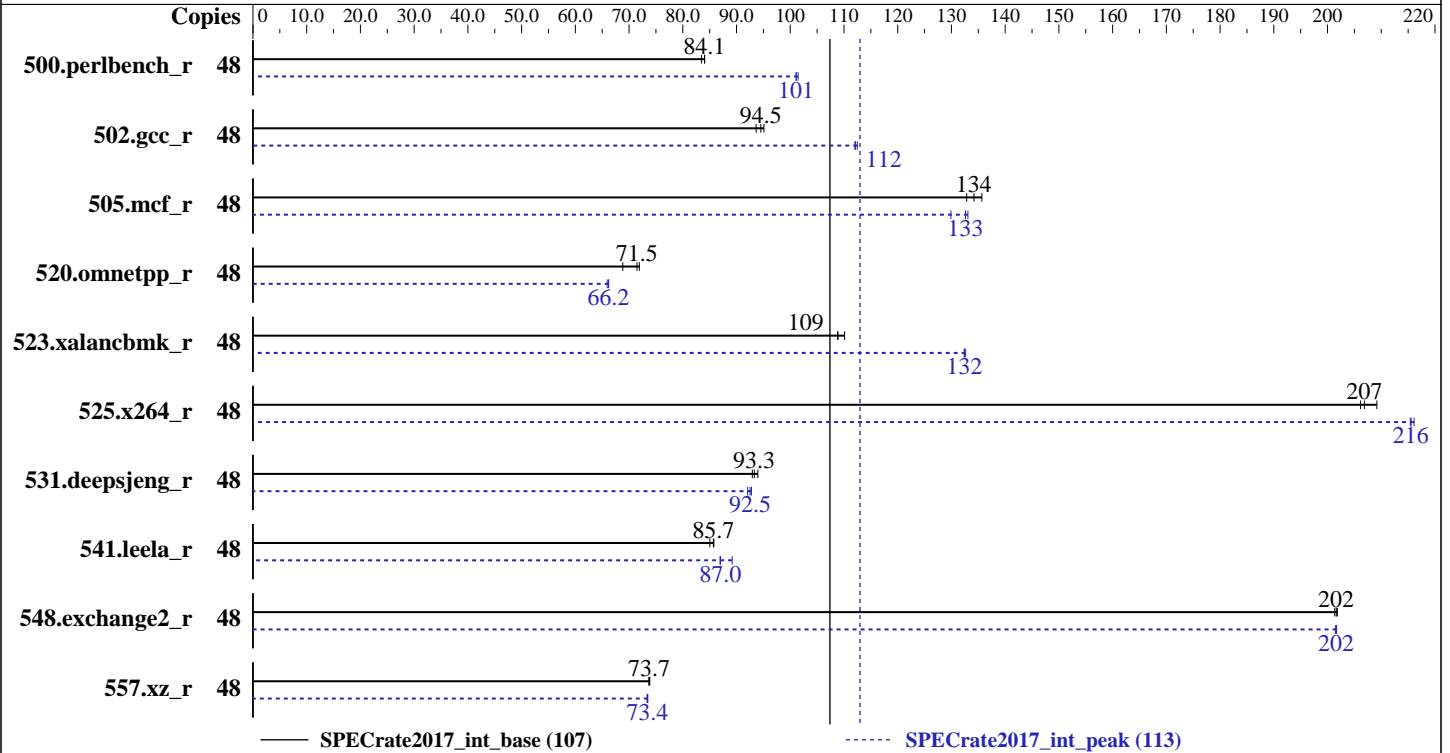 Copies 0 10.0 20.0 30.0 40.0 50.0 60.0 70.0 80.0 90.0 100 110 120 130 140 150 160 170 180 190 200 220
84.1
500.perlbench_r 48
101
94.5
502.gcc_r 48
112
134
505.mcf_r 48
133
71.5
520.omnetpp_r 48
66.2
109
523.xalancbmk_r 48
132
207
525.x264_r 48
216
93.3
531.deepsjeng_r 48
92.5
85.7
541.leela_r 48
87.0
202
548.exchange2_r 48
202
73.7
557.xz_r 48
73.4
SPECrate2017_int_base (107) SPECrate2017_int_peak (113)